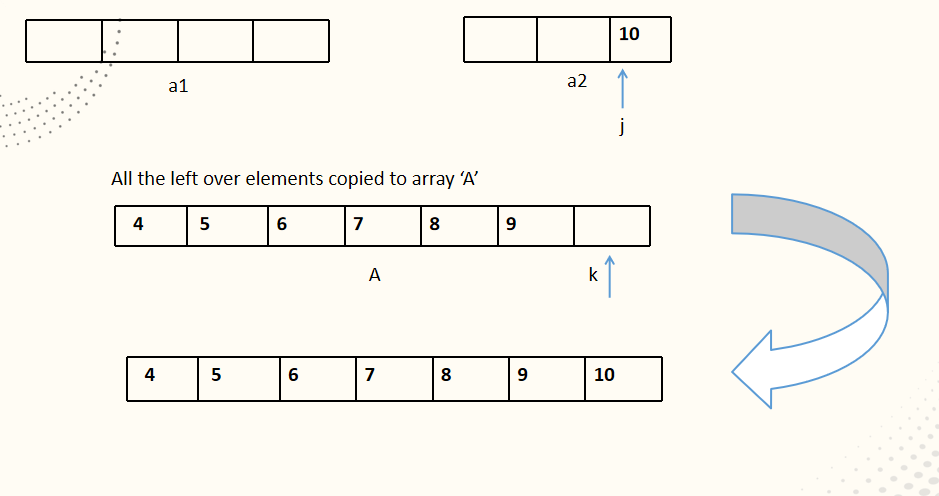 10
a1
a2
j
All the left over elements copied to array ‘A’
4 5 6 7 8 9
A
k
4 5 6 7 8 9 10